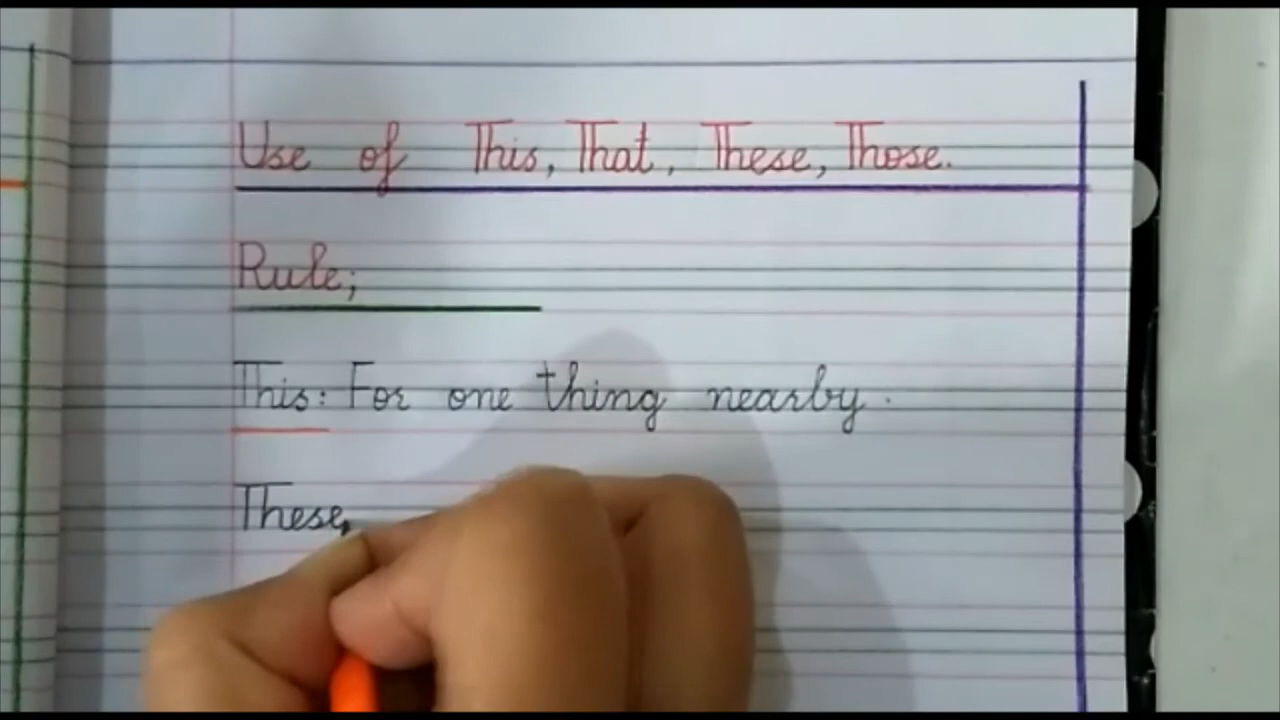 Use of This, That, These, Those.
Rule;
This: For one thing nearby.
These